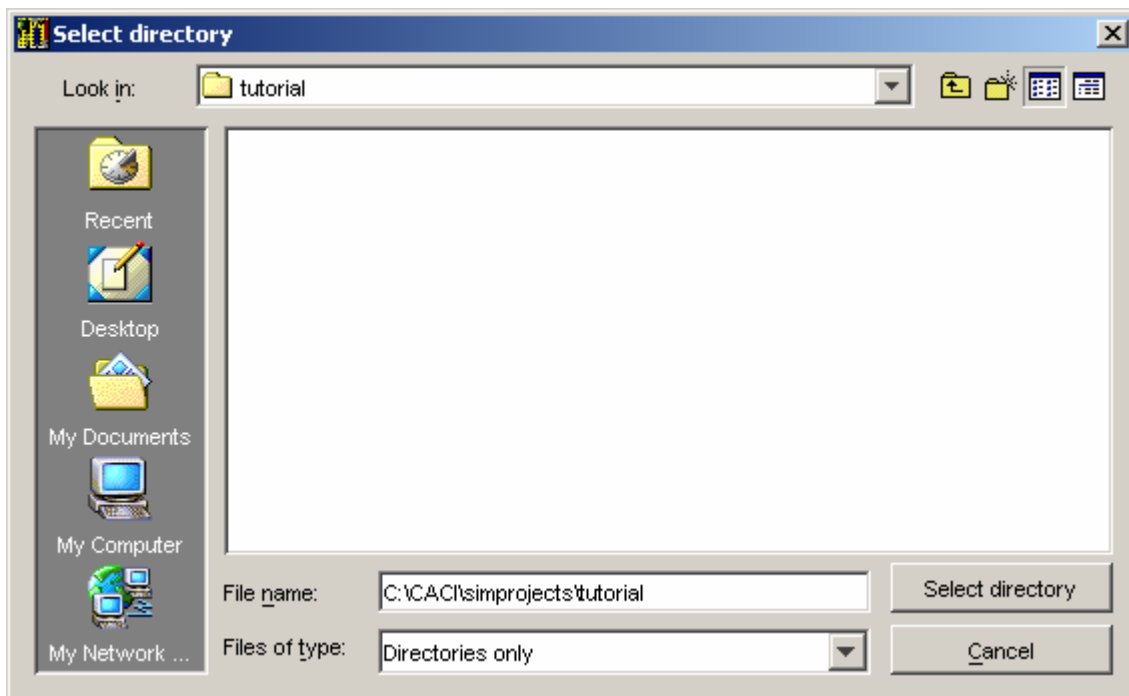 Select directory
Look in:
tutorial
Recent
Desktop
My Documents
My Computer
My Network ...
File name:
C:\CACI\simprojects\tutorial
Select directory
Files of type:
Directories only
Cancel